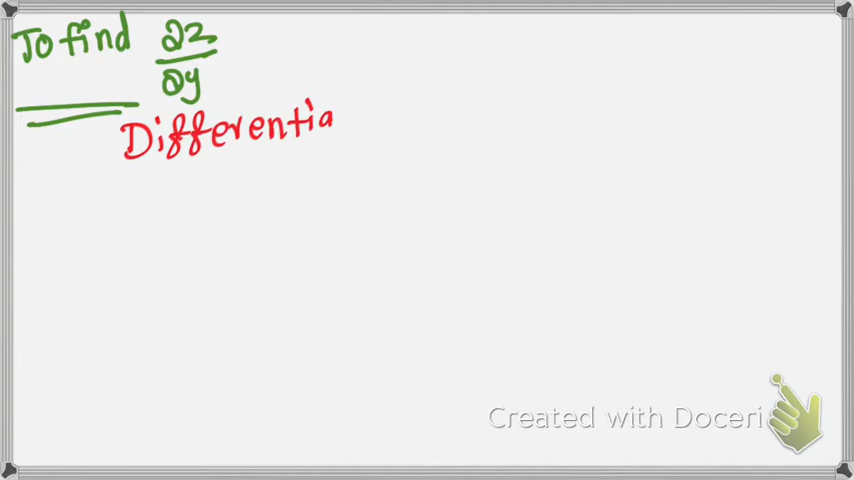 To find ∂z/∂y
Differentia
Created with Doceri